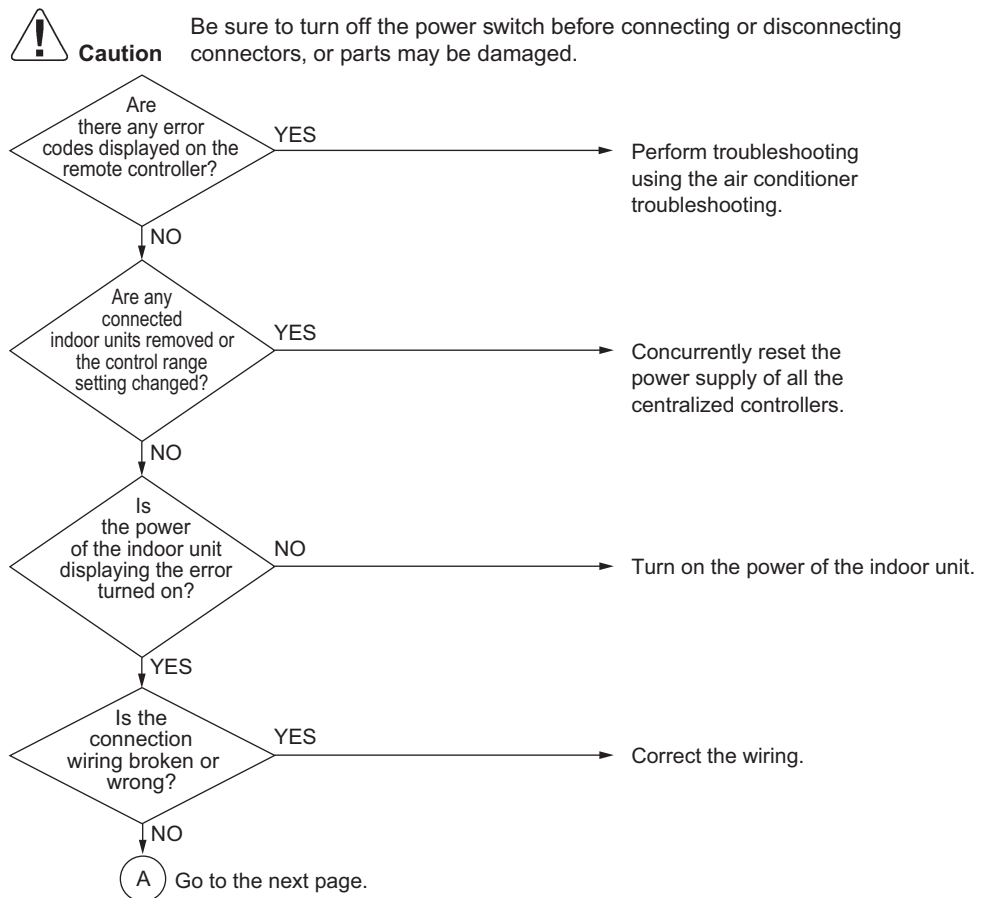 Be sure to turn off the power switch before connecting or disconnecting
Caution connectors, or parts may be damaged.
Are
there any error
codes displayed on the
remote controller?
YES
Perform troubleshooting
using the air conditioner
troubleshooting.
NO
Are any
connected
indoor units removed or
the control range
setting changed?
YES
Concurrently reset the
power supply of all the
centralized controllers.
NO
Is
the power
of the indoor unit
displaying the error
turned on?
NO
Turn on the power of the indoor unit.
YES
Is the
connection
wiring broken or
wrong?
YES
Correct the wiring.
NO
A Go to the next page.